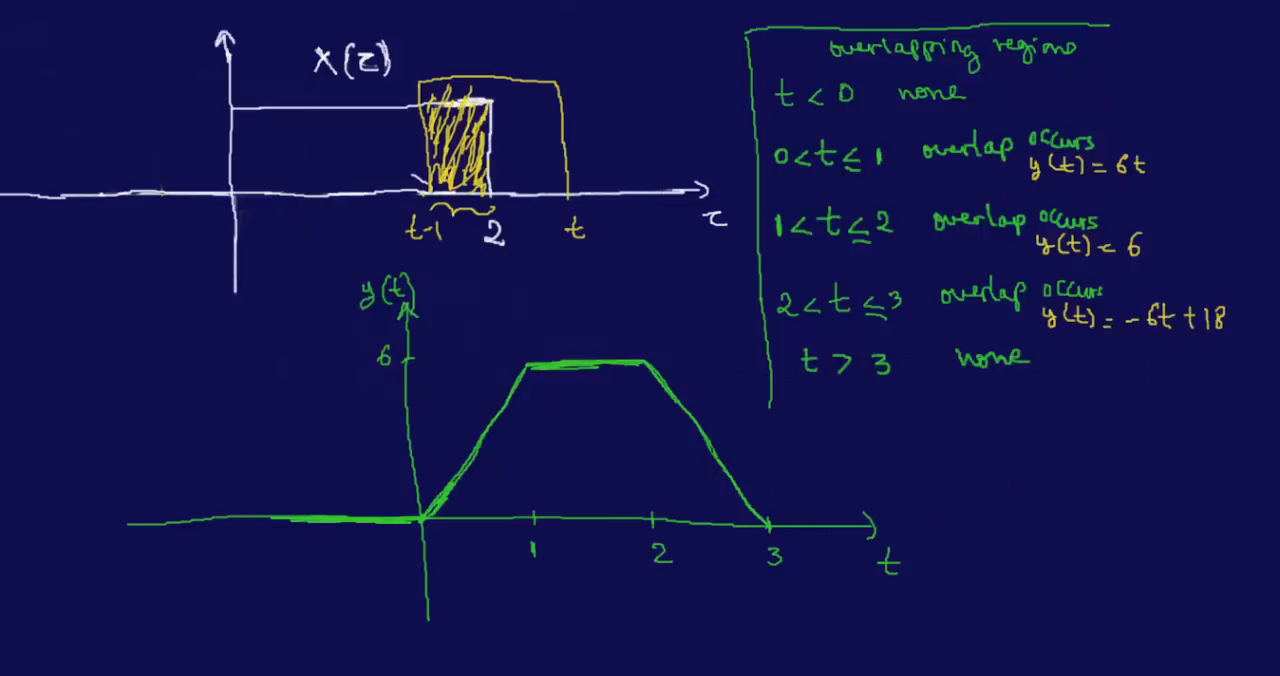 x(τ)
t-1 2 t τ
overlapping regions
t < 0 none
0 < t ≤ 1 overlap occurs
y(t) = 6t
1 < t ≤ 2 overlap occurs
y(t) = 6
2 < t ≤ 3 overlap occurs
y(t) = -6t + 18
t > 3 none
y(t)
6
1 2 3 t